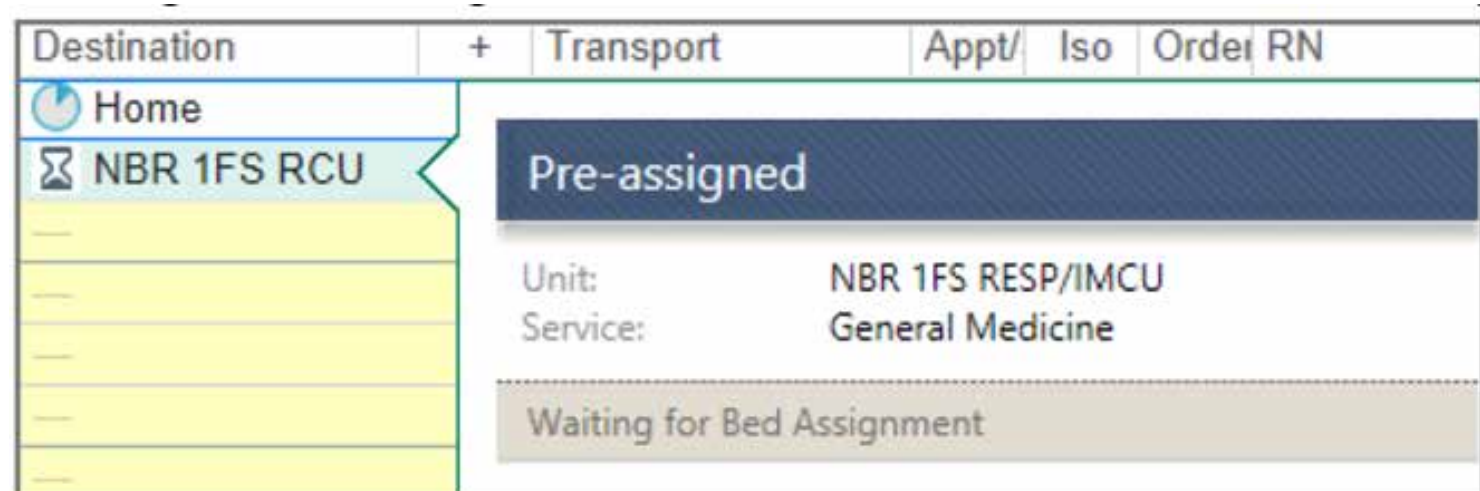 Destination + Transport Appt/ Iso Order RN
Home
NBR 1FS RCU
Pre-assigned
Unit: NBR 1FS RESP/IMCU
Service: General Medicine
Waiting for Bed Assignment